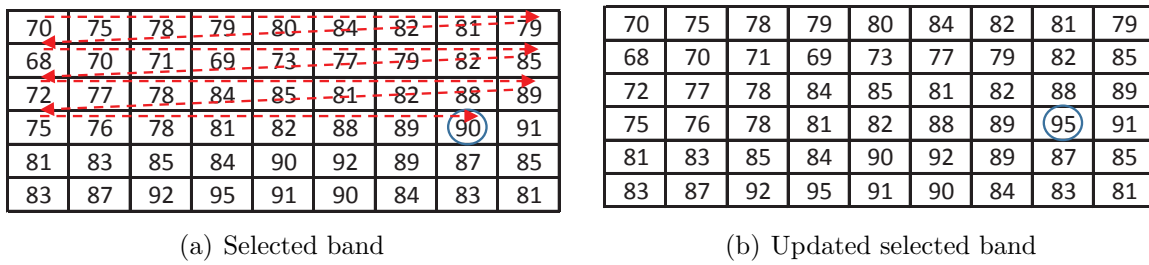 70 75 78 79 80 84 82 81 79
68 70 71 69 73 77 79 82 85
72 77 78 84 85 81 82 88 89
75 76 78 81 82 88 89 90 91
81 83 85 84 90 92 89 87 85
83 87 92 95 91 90 84 83 81
(a) Selected band
70 75 78 79 80 84 82 81 79
68 70 71 69 73 77 79 82 85
72 77 78 84 85 81 82 88 89
75 76 78 81 82 88 89 95 91
81 83 85 84 90 92 89 87 85
83 87 92 95 91 90 84 83 81
(b) Updated selected band